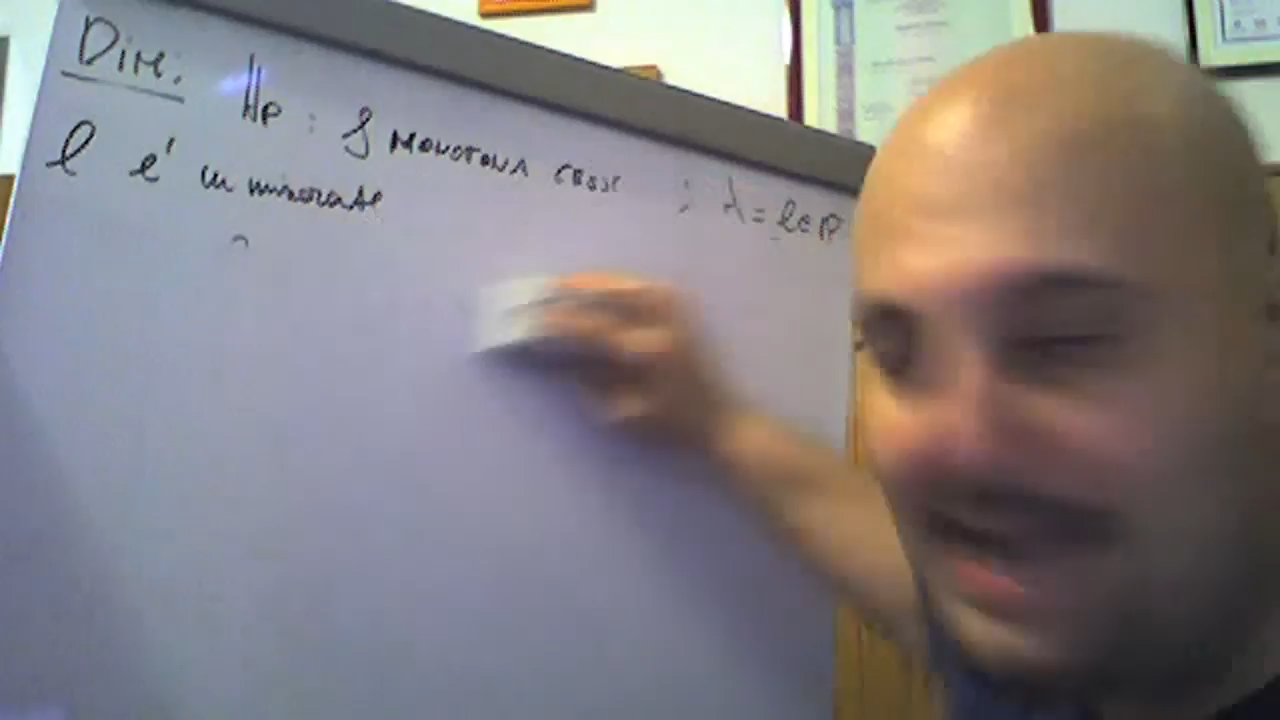 Dim. Hp : f MONOTONA CRESC ; λ = l ∈ R
l e' un minorante